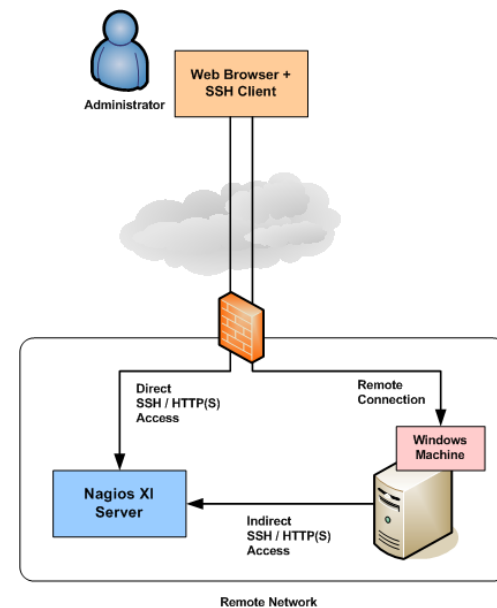 Web Browser +
SSH Client
Administrator
Direct
SSH / HTTP(S)
Access
Remote
Connection
Windows
Machine
Nagios XI
Server
Indirect
SSH / HTTP(S)
Access
Remote Network